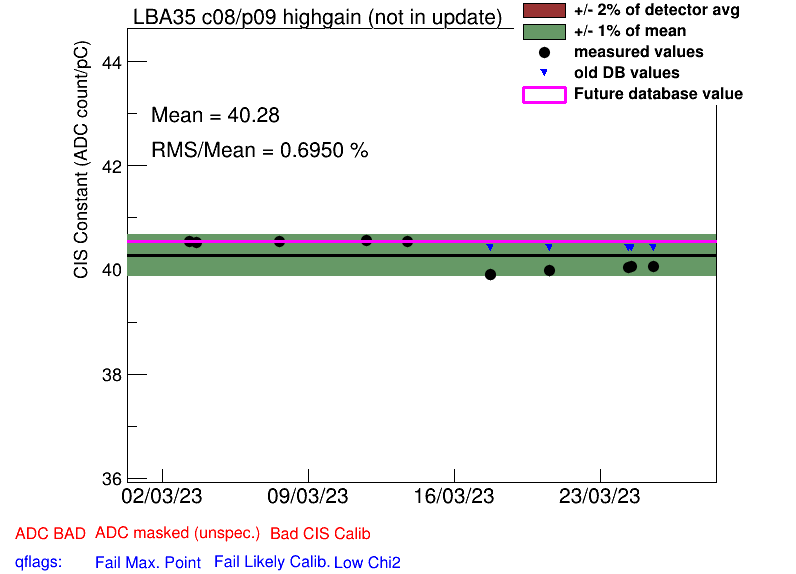 LBA35 c08/p09 highgain (not in update)
+/- 2% of detector avg
+/- 1% of mean
measured values
old DB values
Future database value
Mean = 40.28
RMS/Mean = 0.6950 %
CIS Constant (ADC count/pC)
44
42
40
38
36
02/03/23 09/03/23 16/03/23 23/03/23
ADC BAD ADC masked (unspec.) Bad CIS Calib
qflags: Fail Max. Point Fail Likely Calib. Low Chi2